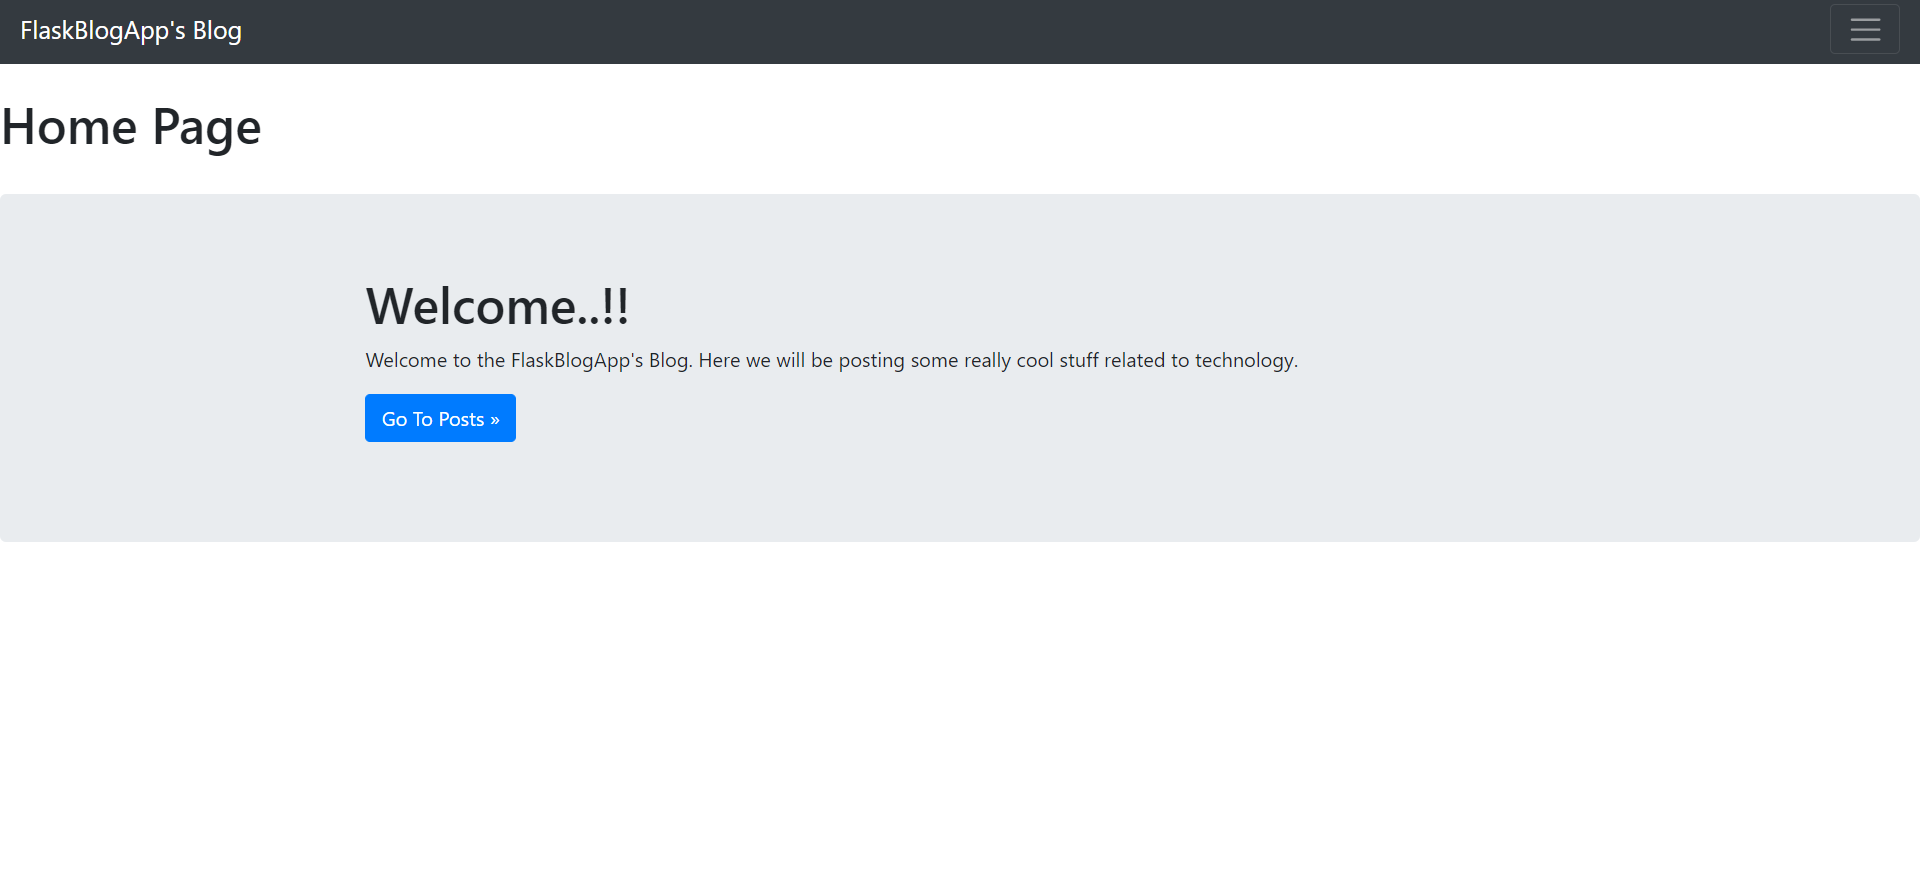 FlaskBlogApp's Blog
Home Page
Welcome..!!
Welcome to the FlaskBlogApp's Blog. Here we will be posting some really cool stuff related to technology.
Go To Posts »